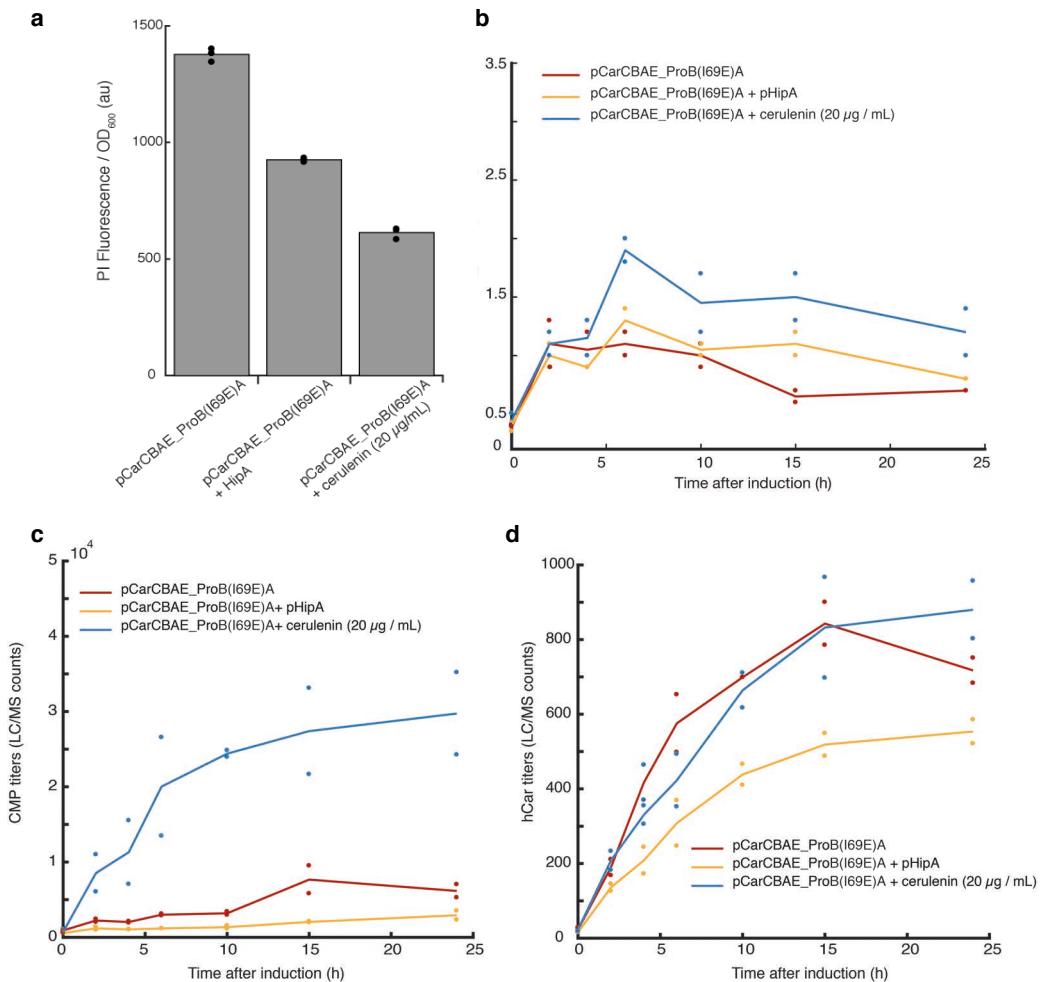 a
1500
1000
500
0
PI Fluorescence / OD600 (au)
pCarCBAE_ProB(I69E)A
pCarCBAE_ProB(I69E)A
+ HipA
pCarCBAE_ProB(I69E)A
+ cerulenin (20 µg/mL)
b
3.5
2.5
1.5
0.5
0
pCarCBAE_ProB(I69E)A
pCarCBAE_ProB(I69E)A + pHipA
pCarCBAE_ProB(I69E)A + cerulenin (20 µg / mL)
0 5 10 15 20 25
Time after induction (h)
c
10^4
5
4
3
2
1
0
CMP titers (LC/MS counts)
pCarCBAE_ProB(I69E)A
pCarCBAE_ProB(I69E)A+ pHipA
pCarCBAE_ProB(I69E)A+ cerulenin (20 µg / mL)
0 5 10 15 20 25
Time after induction (h)
d
1000
800
600
400
200
0
hCar titers (LC/MS counts)
pCarCBAE_ProB(I69E)A
pCarCBAE_ProB(I69E)A + pHipA
pCarCBAE_ProB(I69E)A + cerulenin (20 µg / mL)
0 5 10 15 20 25
Time after induction (h)